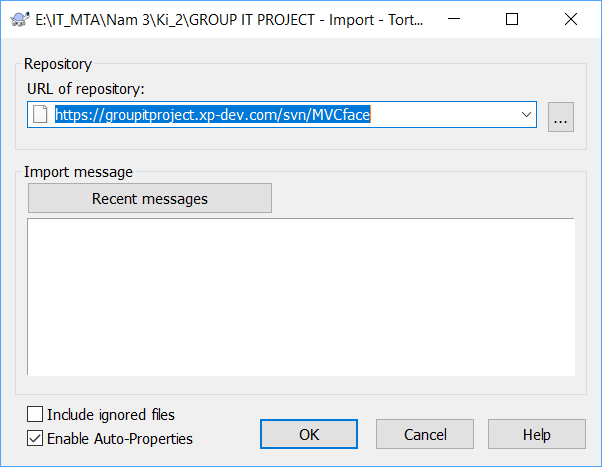 E:\IT_MTA\Nam 3\Ki_2\GROUP IT PROJECT - Import - Tort...
Repository
URL of repository:
https://groupitproject.xp-dev.com/svn/MVCface
...
Import message
Recent messages
Include ignored files
Enable Auto-Properties
OK
Cancel
Help